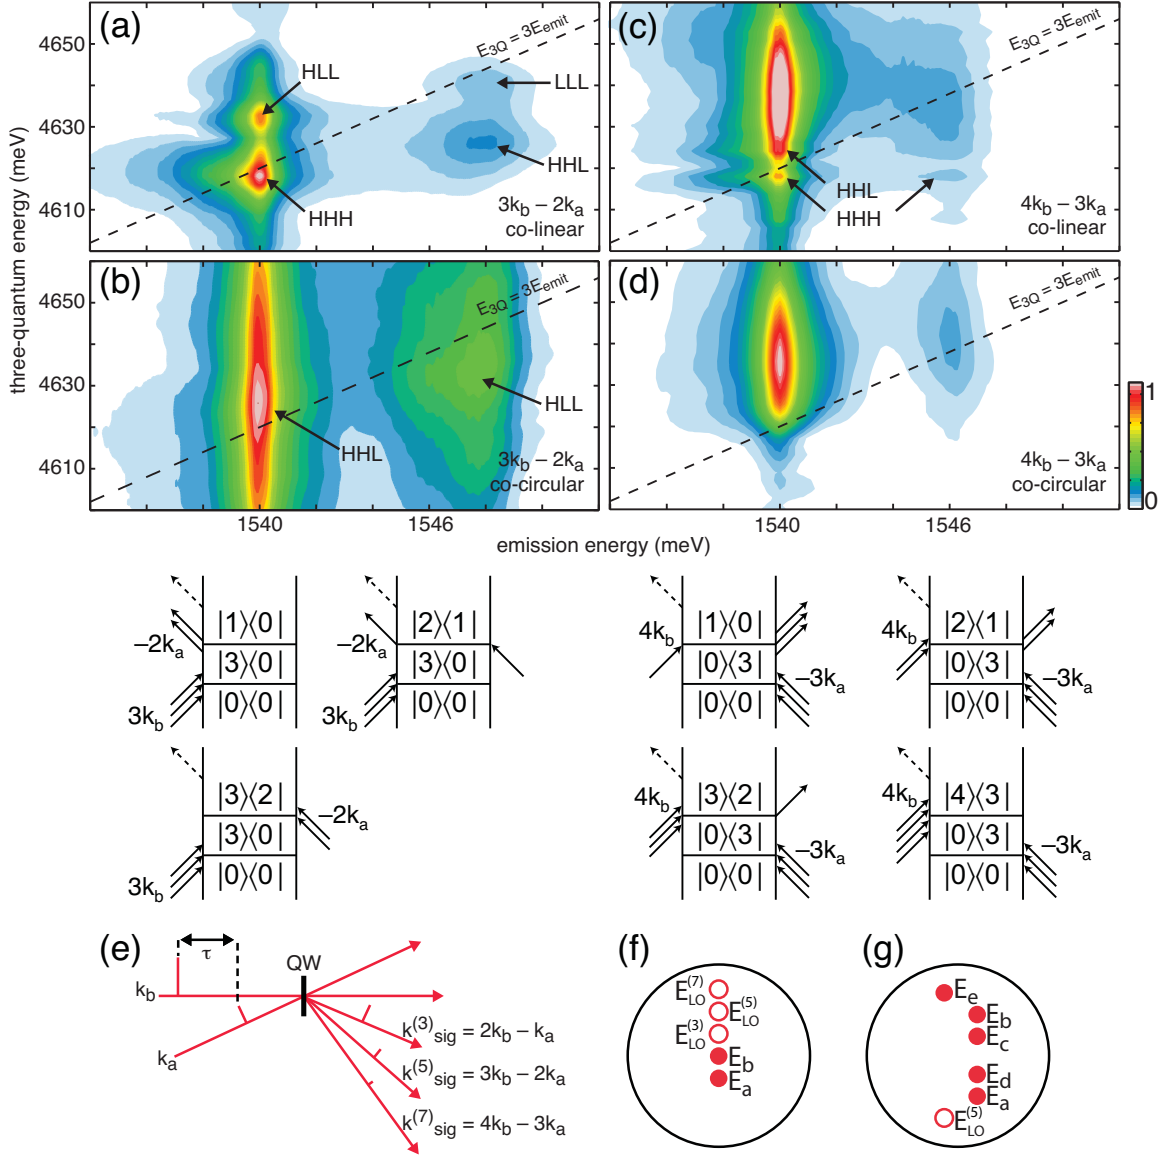 (a)
4650
4630
4610
HLL
E3Q = 3Eemit
LLL
HHL
HHH
3kb – 2ka
co-linear
(c)
E3Q = 3Eemit
HHL
HHH
4kb – 3ka
co-linear
three-quantum energy (meV)
(b)
4650
4630
4610
E3Q = 3Eemit
HLL
HHL
3kb – 2ka
co-circular
(d)
E3Q = 3Eemit
4kb – 3ka
co-circular
1
0
1540
1546
1540
1546
emission energy (meV)
|1⟩⟨0|
–2ka
|3⟩⟨0|
3kb
|0⟩⟨0|
|2⟩⟨1|
–2ka
|3⟩⟨0|
3kb
|0⟩⟨0|
|1⟩⟨0|
4kb
|0⟩⟨3|
–3ka
|0⟩⟨0|
|2⟩⟨1|
4kb
|0⟩⟨3|
–3ka
|0⟩⟨0|
|3⟩⟨2|
–2ka
|3⟩⟨0|
3kb
|0⟩⟨0|
|3⟩⟨2|
4kb
|0⟩⟨3|
–3ka
|0⟩⟨0|
|4⟩⟨3|
4kb
|0⟩⟨3|
–3ka
|0⟩⟨0|
(e)
τ
QW
kb
ka
k(3)sig = 2kb – ka
k(5)sig = 3kb – 2ka
k(7)sig = 4kb – 3ka
(f)
E(7)LO
E(5)LO
E(3)LO
Eb
Ea
(g)
Ee
Eb
Ec
Ed
Ea
E(5)LO